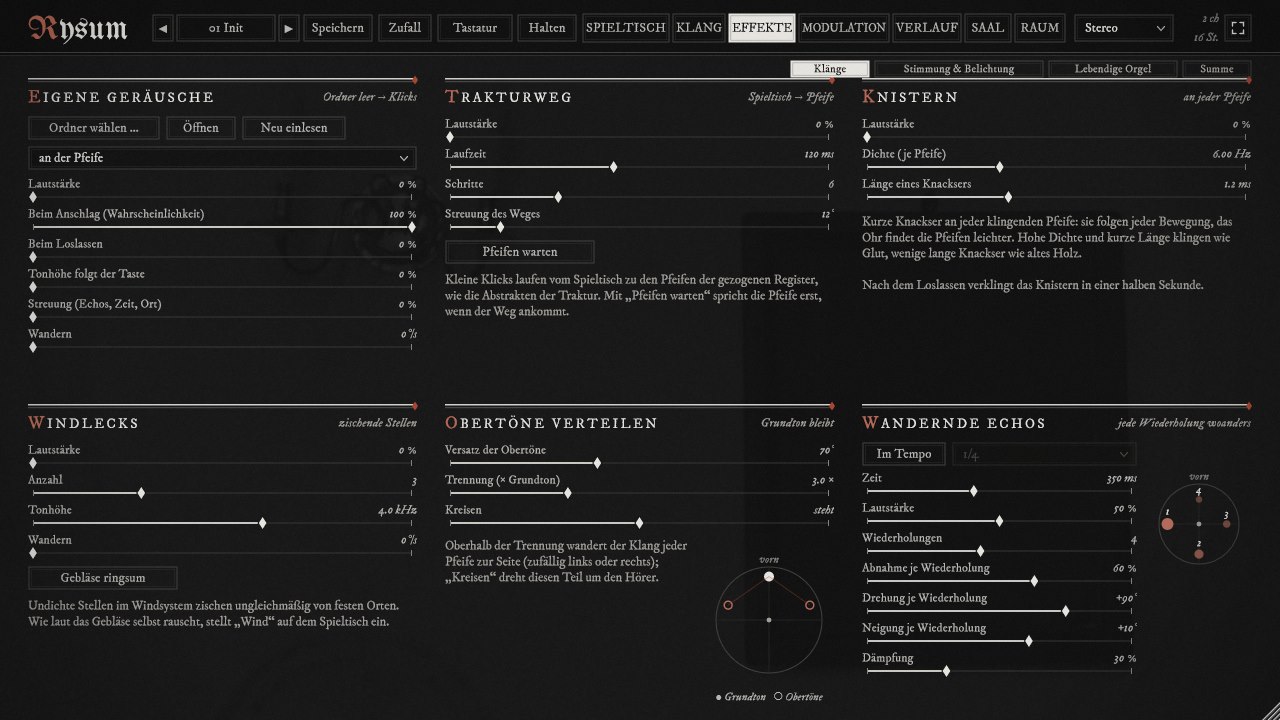 Rysum
◀ 01 Init ▶ Speichern Zufall Tastatur Halten SPIELTISCH KLANG EFFEKTE MODULATION VERLAUF SAAL RAUM Stereo
2 ch
16 St.
Klänge Stimmung & Belichtung Lebendige Orgel Summe
EIGENE GERÄUSCHE Ordner leer → Klicks
Ordner wählen ... Öffnen Neu einlesen
an der Pfeife
Lautstärke 0 %
Beim Anschlag (Wahrscheinlichkeit) 100 %
Beim Loslassen 0 %
Tonhöhe folgt der Taste 0 %
Streuung (Echos, Zeit, Ort) 0 %
Wandern 0 °/s
TRAKTURWEG Spieltisch → Pfeife
Lautstärke 0 %
Laufzeit 120 ms
Schritte 6
Streuung des Weges 12°
Pfeifen warten
Kleine Klicks laufen vom Spieltisch zu den Pfeifen der gezogenen Register,
wie die Abstrakten der Traktur. Mit „Pfeifen warten“ spricht die Pfeife erst,
wenn der Weg ankommt.
KNISTERN an jeder Pfeife
Lautstärke 0 %
Dichte (je Pfeife) 6.00 Hz
Länge eines Knacksers 1.2 ms
Kurze Knackser an jeder klingenden Pfeife: sie folgen jeder Bewegung, das
Ohr findet die Pfeifen leichter. Hohe Dichte und kurze Länge klingen wie
Glut, wenige lange Knackser wie altes Holz.
Nach dem Loslassen verklingt das Knistern in einer halben Sekunde.
WINDLECKS zischende Stellen
Lautstärke 0 %
Anzahl 3
Tonhöhe 4.0 kHz
Wandern 0 °/s
Gebläse ringsum
Undichte Stellen im Windsystem zischen ungleichmäßig von festen Orten.
Wie laut das Gebläse selbst rauscht, stellt „Wind“ auf dem Spieltisch ein.
OBERTÖNE VERTEILEN Grundton bleibt
Versatz der Obertöne 70°
Trennung (× Grundton) 3.0 ×
Kreisen steht
Oberhalb der Trennung wandert der Klang jeder
Pfeife zur Seite (zufällig links oder rechts);
„Kreisen“ dreht diesen Teil um den Hörer.
vorn
Grundton Obertöne
WANDERNDE ECHOS jede Wiederholung woanders
Im Tempo 1/4
Zeit 350 ms
Lautstärke 50 %
Wiederholungen 4
Abnahme je Wiederholung 60 %
Drehung je Wiederholung +90°
Neigung je Wiederholung +10°
Dämpfung 30 %
vorn
4
1 3
2